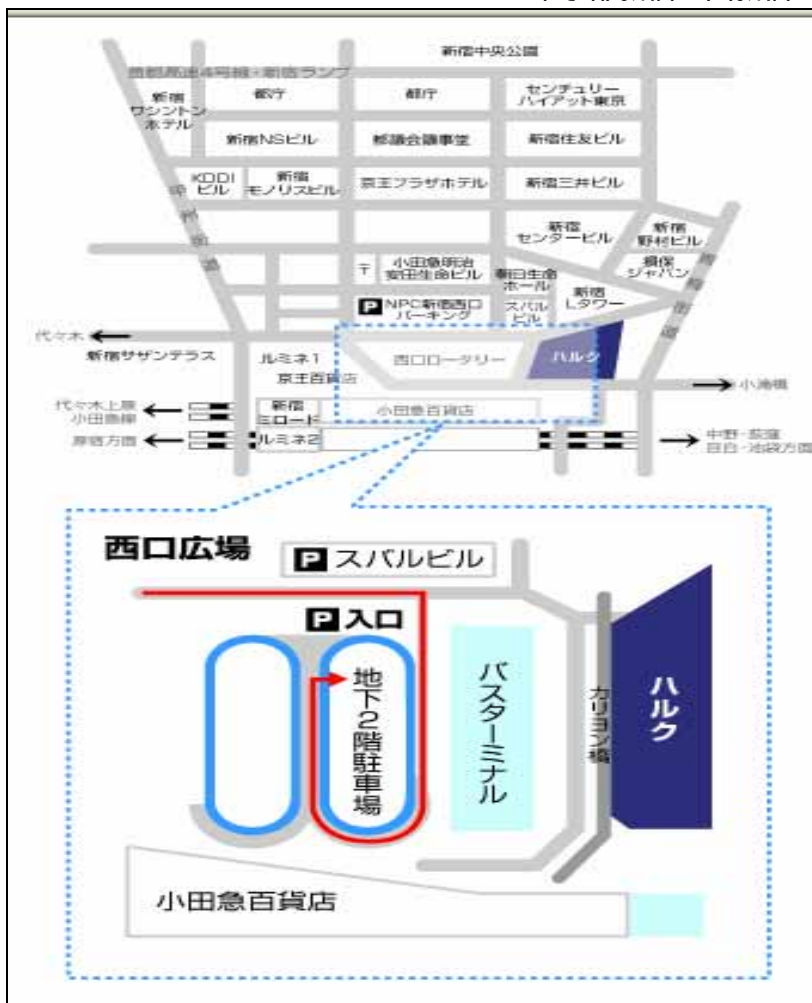 新宿中央公園
首都高速4号線・新宿ランプ
新宿
ワシントン
ホテル
都庁
都庁
センチュリー
ハイアット東京
新宿NSビル
都議会議事堂
新宿住友ビル
KDDI
ビル
新宿
モノリスビル
京王プラザホテル
新宿三井ビル
甲州街道
新宿
センタービル
新宿
野村ビル
〒
小田急明治
安田生命ビル
朝日生命
ホール
損保
ジャパン
青梅街道
P NPC新宿西口
パーキング
スバル
ビル
新宿
Lタワー
代々木
新宿サザンテラス
ルミネ1
西口ロータリー
ハルク
京王百貨店
小滝橋
代々木上原
小田急線
新宿
ミロード
小田急百貨店
原宿方面
ルミネ2
中野・荻窪
目白・池袋方面
西口広場
P スバルビル
P 入口
地下2階駐車場
バスターミナル
カリヨン橋
ハルク
小田急百貨店